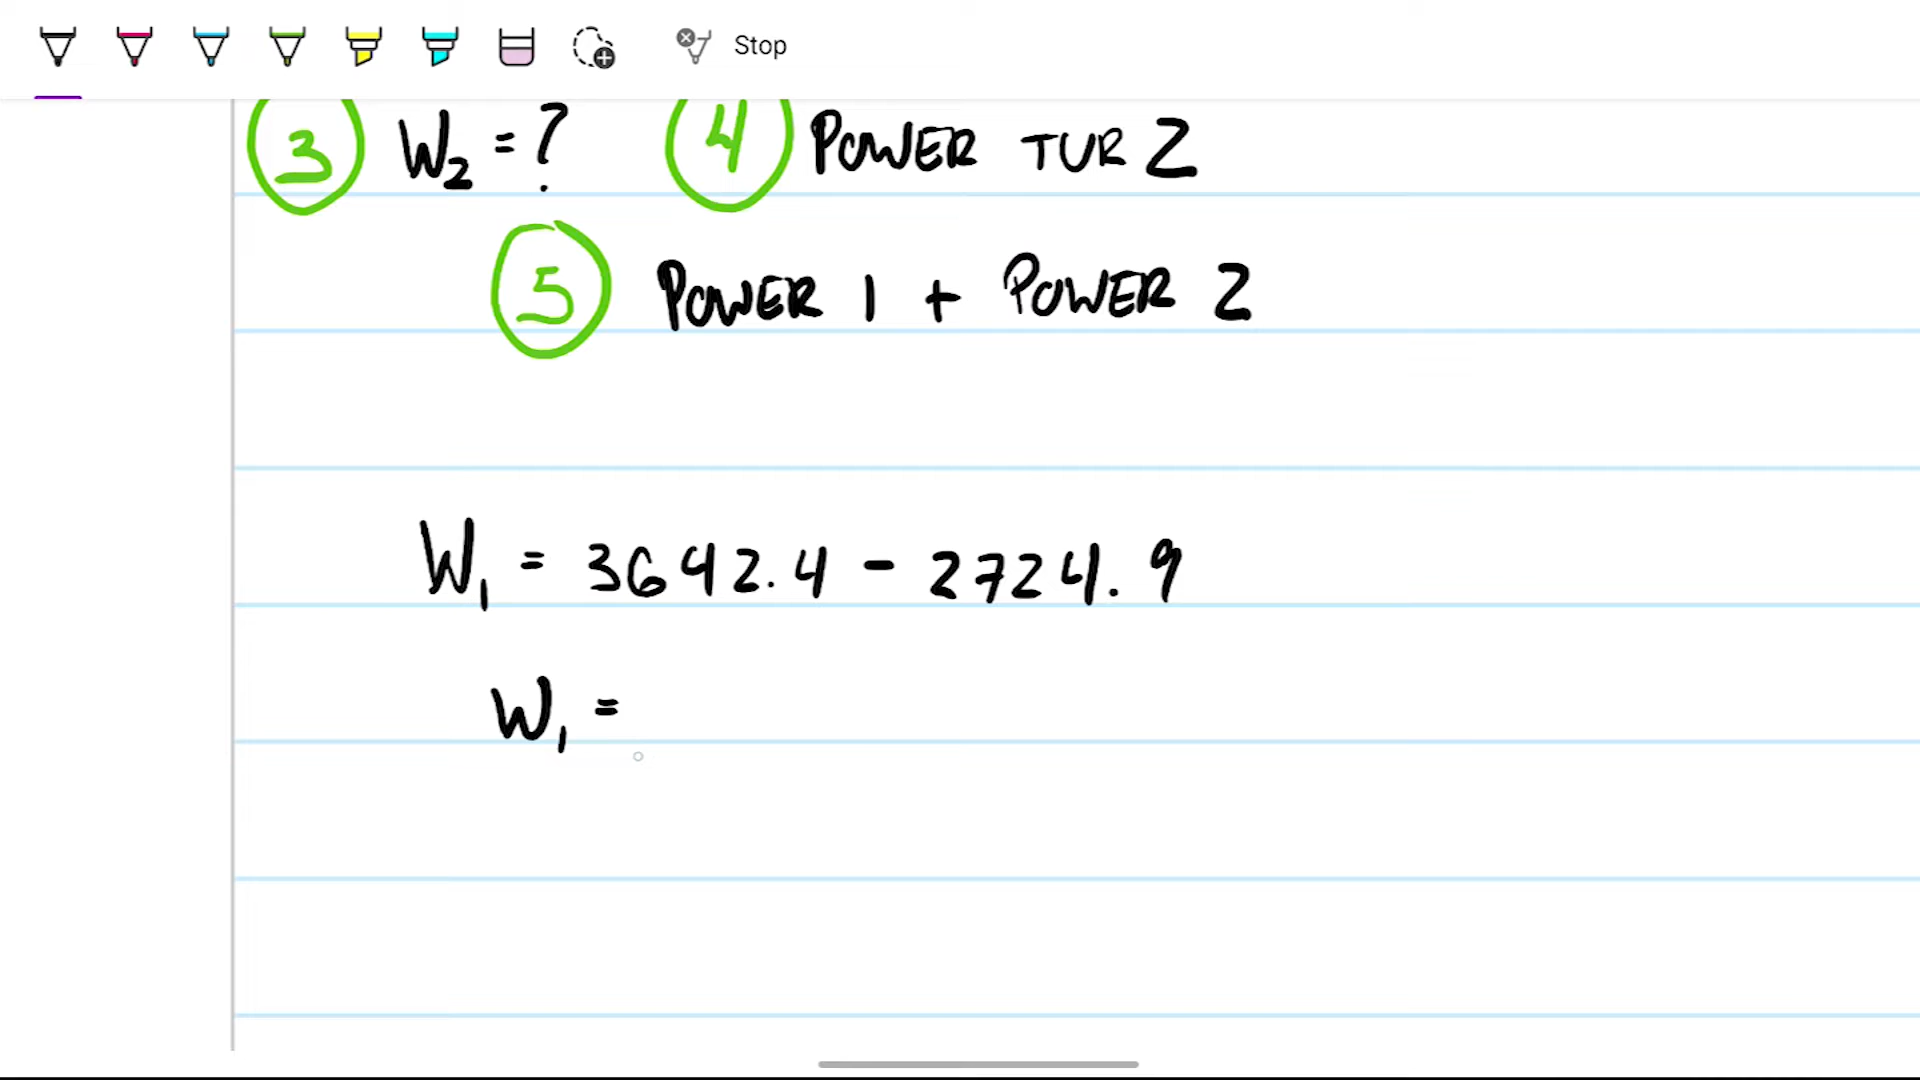 Stop
3 W₂ = ? 4 POWER TUR 2
5 POWER 1 + POWER 2
W₁ = 3642.4 - 2724.9
W₁ =